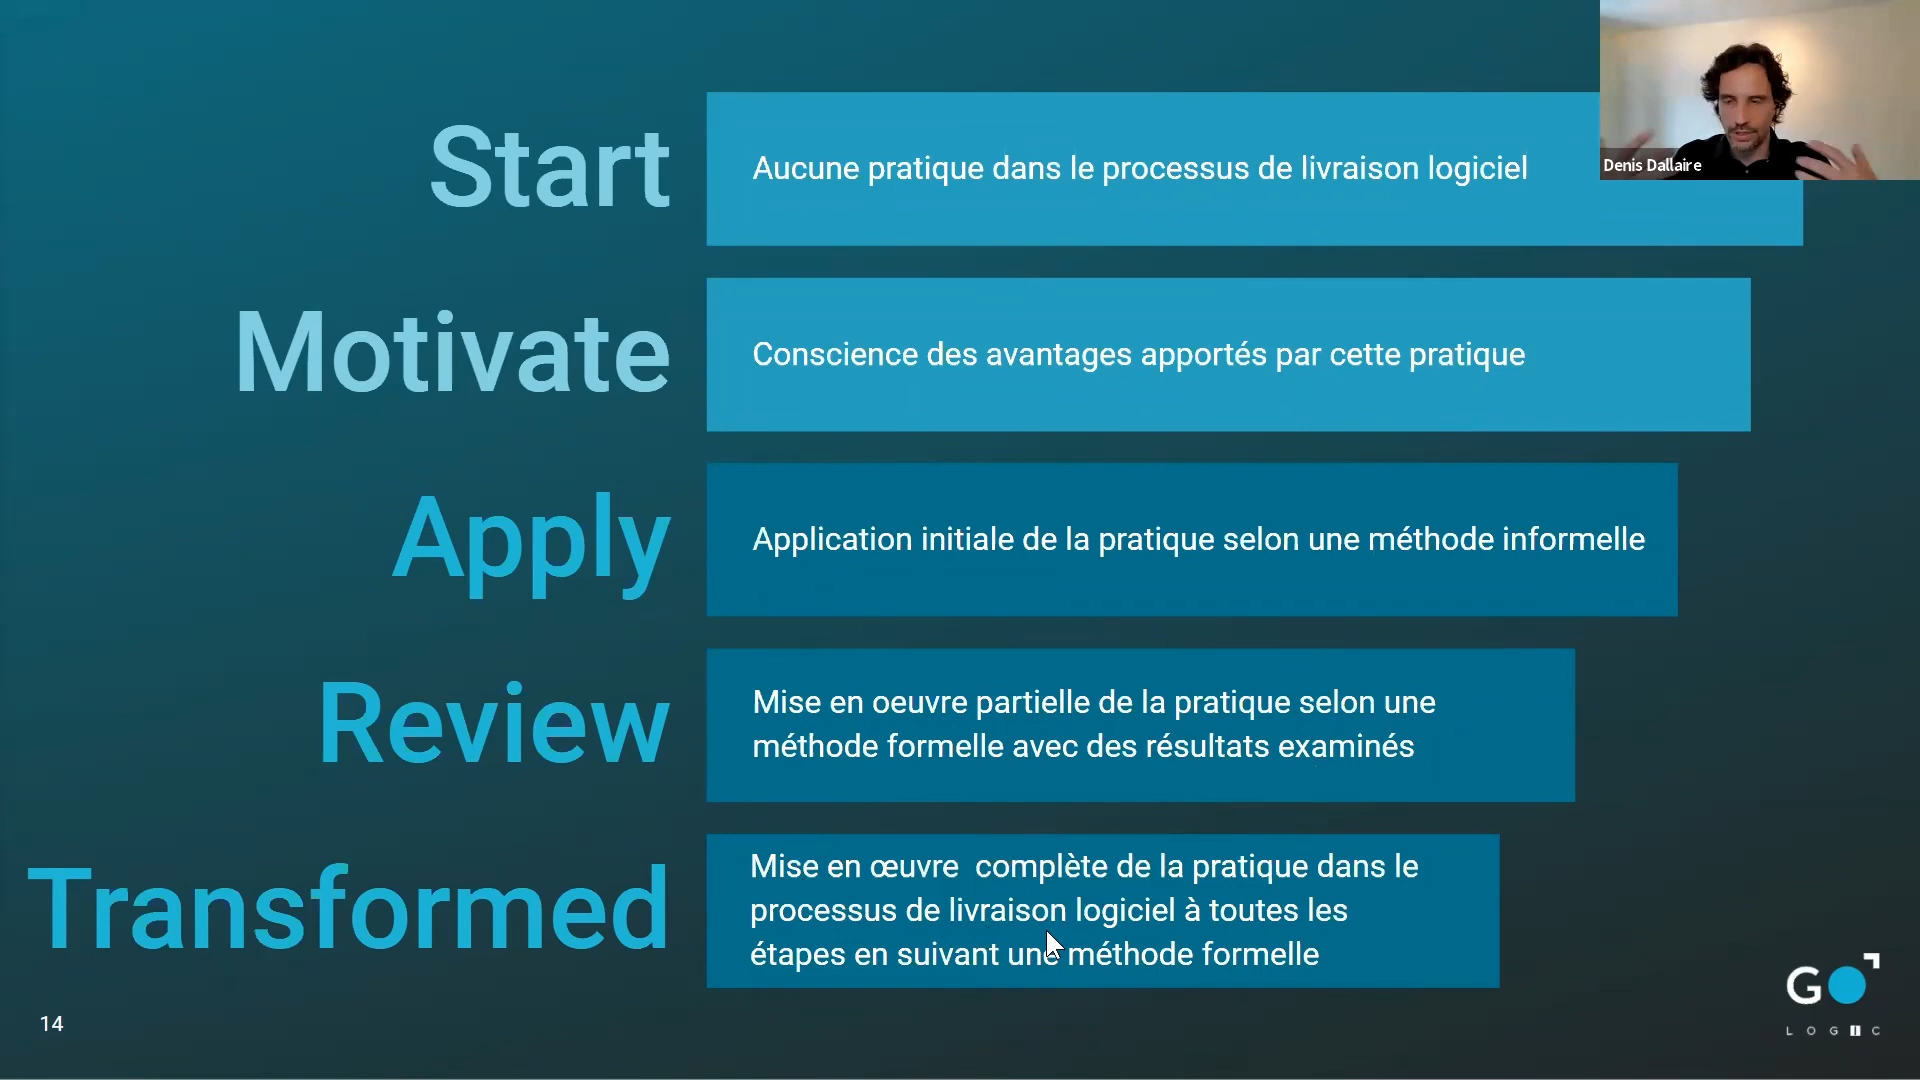 Denis Dallaire
Start
Aucune pratique dans le processus de livraison logiciel
Motivate
Conscience des avantages apportés par cette pratique
Apply
Application initiale de la pratique selon une méthode informelle
Review
Mise en oeuvre partielle de la pratique selon une
méthode formelle avec des résultats examinés
Transformed
Mise en œuvre  complète de la pratique dans le
processus de livraison logiciel à toutes les
étapes en suivant une méthode formelle
14
GO
LOGIC